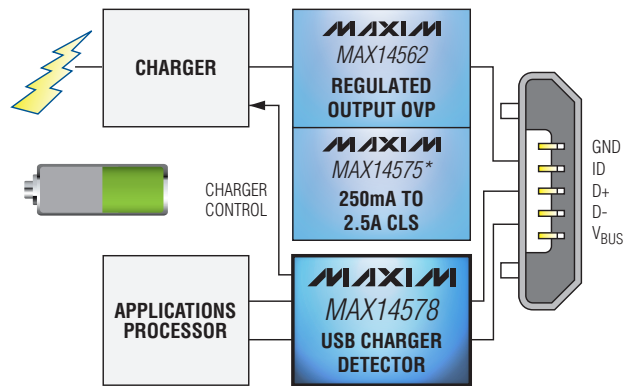 CHARGER
MAXIM
MAX14562
REGULATED
OUTPUT OVP
MAXIM
MAX14575*
250mA TO
2.5A CLS
CHARGER
CONTROL
GND
ID
D+
D-
VBUS
APPLICATIONS
PROCESSOR
MAXIM
MAX14578
USB CHARGER
DETECTOR